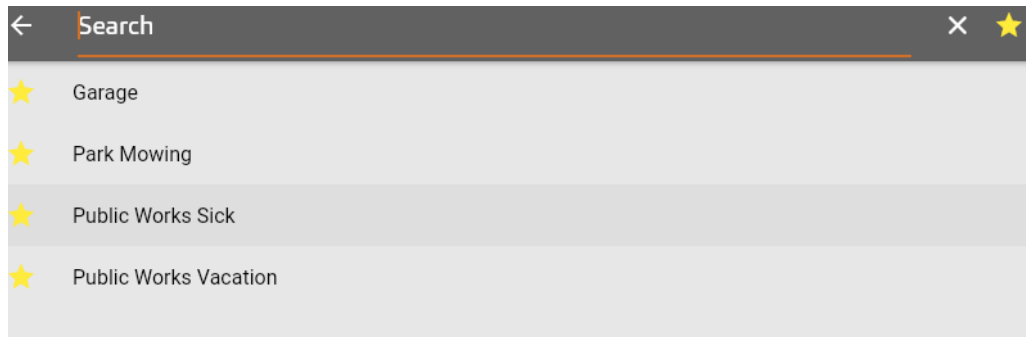 Search
Garage
Park Mowing
Public Works Sick
Public Works Vacation